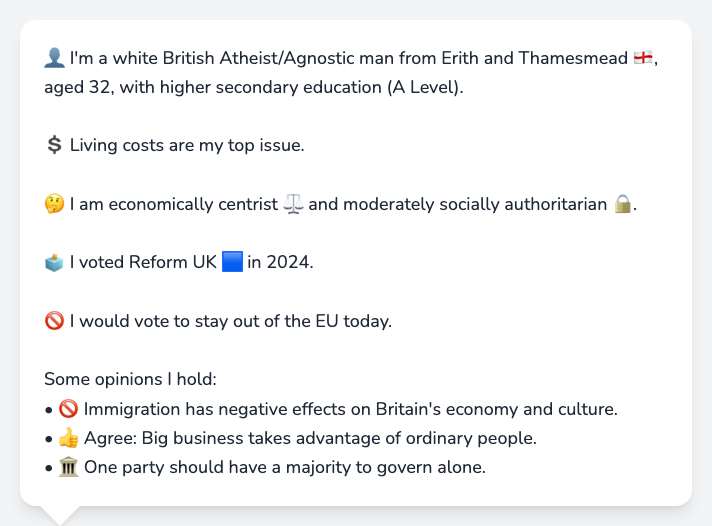 👤 I'm a white British Atheist/Agnostic man from Erith and Thamesmead 🏴󠁧󠁢󠁥󠁮󠁧󠁿,
aged 32, with higher secondary education (A Level).
💲 Living costs are my top issue.
🤔 I am economically centrist ⚖️ and moderately socially authoritarian 🔒.
🗳️ I voted Reform UK 🟦 in 2024.
🚫 I would vote to stay out of the EU today.
Some opinions I hold:
• 🚫 Immigration has negative effects on Britain's economy and culture.
• 👍 Agree: Big business takes advantage of ordinary people.
• 🏛️ One party should have a majority to govern alone.